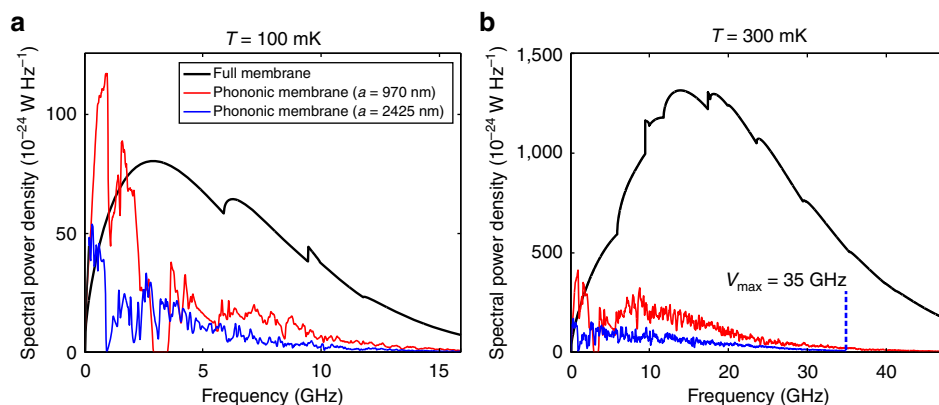 a
T = 100 mK
Spectral power density (10⁻²⁴ W Hz⁻¹)
100
50
0
Full membrane
Phononic membrane (a = 970 nm)
Phononic membrane (a = 2425 nm)
0 5 10 15
Frequency (GHz)
b
T = 300 mK
Spectral power density (10⁻²⁴ W Hz⁻¹)
1,500
1,000
500
0
Vmax = 35 GHz
0 10 20 30 40
Frequency (GHz)